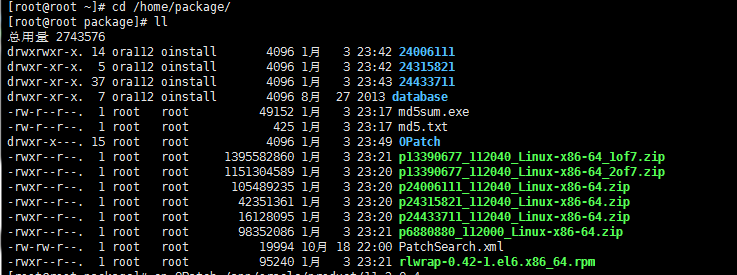 [root@root ~]# cd /home/package/
[root@root package]# ll
总用量 2743576
drwxrwxr-x. 14 ora112 oinstall 4096 1月 3 23:42 24006111
drwxr-xr-x. 5 ora112 oinstall 4096 1月 3 23:42 24315821
drwxr-xr-x. 37 ora112 oinstall 4096 1月 3 23:43 24433711
drwxr-xr-x. 7 ora112 oinstall 4096 8月 27 2013 database
-rw-r--r--. 1 root root 49152 1月 3 23:17 md5sum.exe
-rw-r--r--. 1 root root 425 1月 3 23:17 md5.txt
drwxr-x---. 15 root root 4096 1月 3 23:49 OPatch
-rwxr--r--. 1 root root 1395582860 1月 3 23:21 p13390677_112040_Linux-x86-64_1of7.zip
-rwxr--r--. 1 root root 1151304589 1月 3 23:20 p13390677_112040_Linux-x86-64_2of7.zip
-rwxr--r--. 1 root root 105489235 1月 3 23:20 p24006111_112040_Linux-x86-64.zip
-rwxr--r--. 1 root root 42351361 1月 3 23:20 p24315821_112040_Linux-x86-64.zip
-rwxr--r--. 1 root root 16128095 1月 3 23:20 p24433711_112040_Linux-x86-64.zip
-rwxr--r--. 1 root root 98352086 1月 3 23:21 p6880880_112000_Linux-x86-64.zip
-rw-rw-r--. 1 root root 19994 10月 18 22:00 PatchSearch.xml
-rwxr--r--. 1 root root 95240 1月 3 23:21 rlwrap-0.42-1.el6.x86_64.rpm